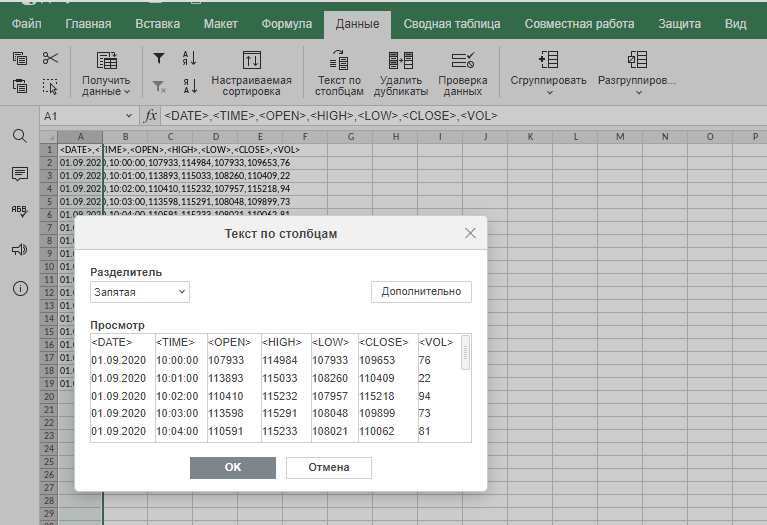 Файл Главная Вставка Макет Формула Данные Сводная таблица Совместная работа Защита Вид
Получить данные
Настраиваемая сортировка
Текст по столбцам
Удалить дубликаты
Проверка данных
Сгруппировать
Разгруппиров...
A1 fx <DATE>,<TIME>,<OPEN>,<HIGH>,<LOW>,<CLOSE>,<VOL>
A B C D E F G H I J K L M N O P
1 <DATE>,<TIME>,<OPEN>,<HIGH>,<LOW>,<CLOSE>,<VOL>
2 01.09.2020,10:00:00,107933,114984,107933,109653,76
3 01.09.2020,10:01:00,113893,115033,108260,110409,22
4 01.09.2020,10:02:00,110410,115232,107957,115218,94
5 01.09.2020,10:03:00,113598,115291,108048,109899,73
6 01.09.2020,10:04:00,110591,115233,108021,110062,81
7 01.0
8 01.0
9 01.0
10 01.0
11 01.0
12 01.0
13 01.0
14 01.0
15 01.0
16 01.0
17 01.0
18 01.0
19 01.0
20
21
22
23
24
25
26
27
28
29
АБВ
Текст по столбцам
Разделитель
Запятая Дополнительно
Просмотр
<DATE> <TIME> <OPEN> <HIGH> <LOW> <CLOSE> <VOL>
01.09.2020 10:00:00 107933 114984 107933 109653 76
01.09.2020 10:01:00 113893 115033 108260 110409 22
01.09.2020 10:02:00 110410 115232 107957 115218 94
01.09.2020 10:03:00 113598 115291 108048 109899 73
01.09.2020 10:04:00 110591 115233 108021 110062 81
OK Отмена